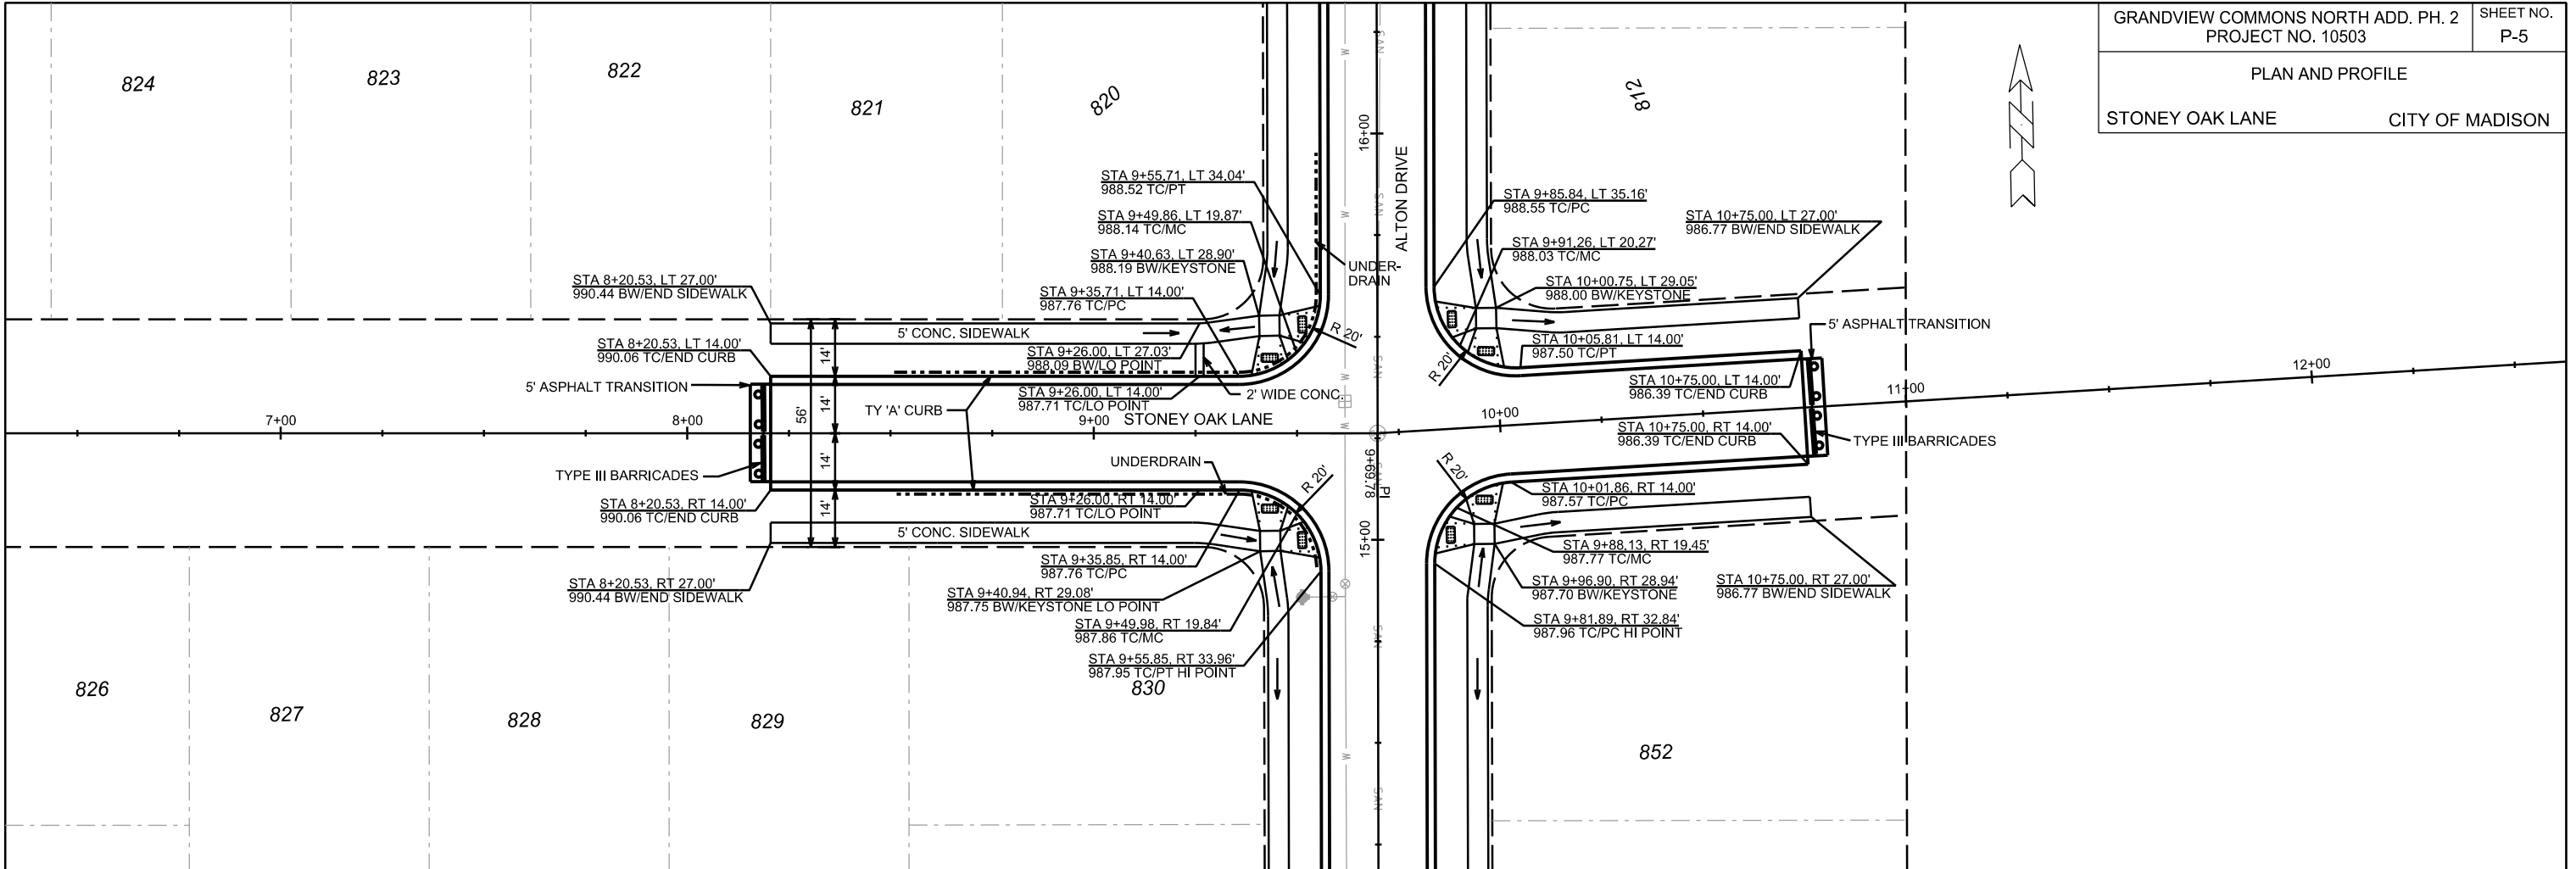 GRANDVIEW COMMONS NORTH ADD. PH. 2
PROJECT NO. 10503
SHEET NO.
P-5
PLAN AND PROFILE
STONEY OAK LANE
CITY OF MADISON
824
823
822
821
820
812
16+00
ALTON DRIVE
STA 9+55.71, LT 34.04'
988.52 TC/PT
STA 9+49.86, LT 19.87'
988.14 TC/MC
STA 9+40.63, LT 28.90'
988.19 BW/KEYSTONE
STA 9+35.71, LT 14.00'
987.76 TC/PC
UNDER-
DRAIN
STA 9+85.84, LT 35.16'
988.55 TC/PC
STA 9+91.26, LT 20.27'
988.03 TC/MC
STA 10+00.75, LT 29.05'
988.00 BW/KEYSTONE
STA 10+75.00, LT 27.00'
986.77 BW/END SIDEWALK
STA 8+20.53, LT 27.00'
990.44 BW/END SIDEWALK
5' CONC. SIDEWALK
STA 8+20.53, LT 14.00'
990.06 TC/END CURB
STA 9+26.00, LT 27.03'
988.09 BW/LO POINT
R 20'
R 20'
STA 10+05.81, LT 14.00'
987.50 TC/PT
5' ASPHALT TRANSITION
5' ASPHALT TRANSITION
STA 9+26.00, LT 14.00'
987.71 TC/LO POINT
2' WIDE CONC.
STA 10+75.00, LT 14.00'
986.39 TC/END CURB
TY 'A' CURB
14'
14'
56'
14'
14'
7+00
8+00
9+00
STONEY OAK LANE
10+00
11+00
12+00
PI
9+69.78
STA 10+75.00, RT 14.00'
986.39 TC/END CURB
TYPE III BARRICADES
TYPE III BARRICADES
UNDERDRAIN
R 20'
R 20'
STA 8+20.53, RT 14.00'
990.06 TC/END CURB
STA 9+26.00, RT 14.00'
987.71 TC/LO POINT
STA 10+01.86, RT 14.00'
987.57 TC/PC
5' CONC. SIDEWALK
15+00
STA 9+35.85, RT 14.00'
987.76 TC/PC
STA 9+88.13, RT 19.45'
987.77 TC/MC
STA 8+20.53, RT 27.00'
990.44 BW/END SIDEWALK
STA 9+40.94, RT 29.08'
987.75 BW/KEYSTONE LO POINT
STA 9+96.90, RT 28.94'
987.70 BW/KEYSTONE
STA 10+75.00, RT 27.00'
986.77 BW/END SIDEWALK
STA 9+49.98, RT 19.84'
987.86 TC/MC
STA 9+81.89, RT 32.84'
987.96 TC/PC HI POINT
STA 9+55.85, RT 33.96'
987.95 TC/PT HI POINT
826
827
828
829
830
852
W
W
W
W
W
W
SAN
SAN
SAN
SAN
SAN
SAN